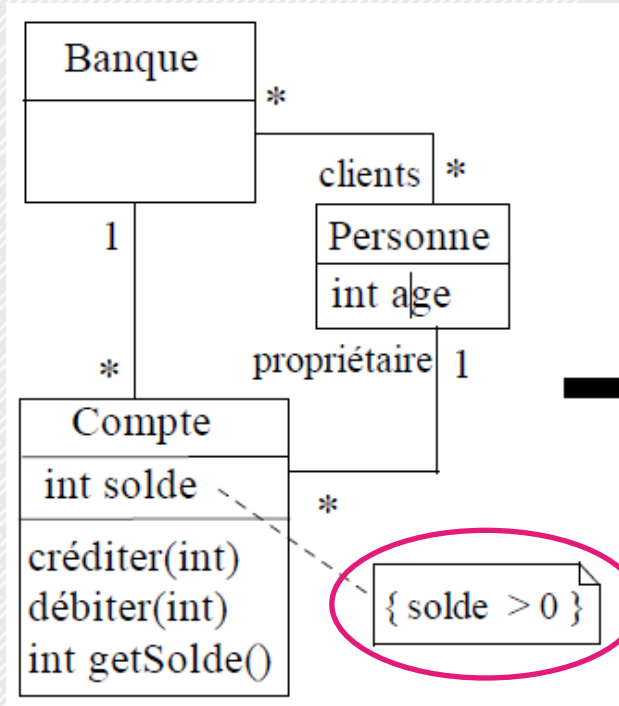 Banque
*
clients *
1
Personne
int age
propriétaire 1
*
Compte
int solde
*
créditer(int)
débiter(int)
int getSolde()
{ solde > 0 }